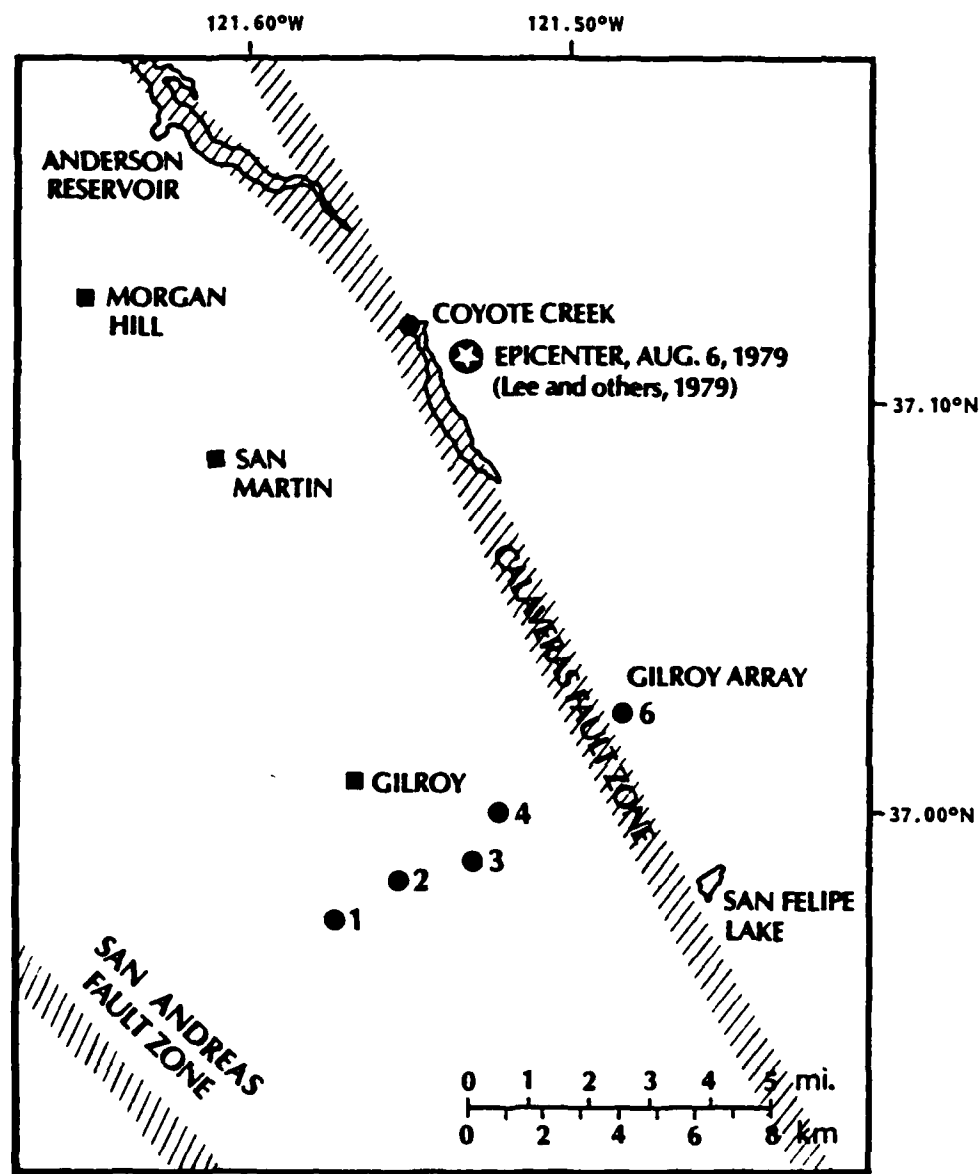 121.60°W
121.50°W
ANDERSON
RESERVOIR
MORGAN
HILL
COYOTE CREEK
EPICENTER, AUG. 6, 1979
(Lee and others, 1979)
37.10°N
SAN
MARTIN
CALAVERAS FAULT ZONE
GILROY ARRAY
6
GILROY
4
37.00°N
3
2
1
SAN FELIPE
LAKE
SAN ANDREAS
FAULT ZONE
0 1 2 3 4 5 mi.
0 2 4 6 8 km